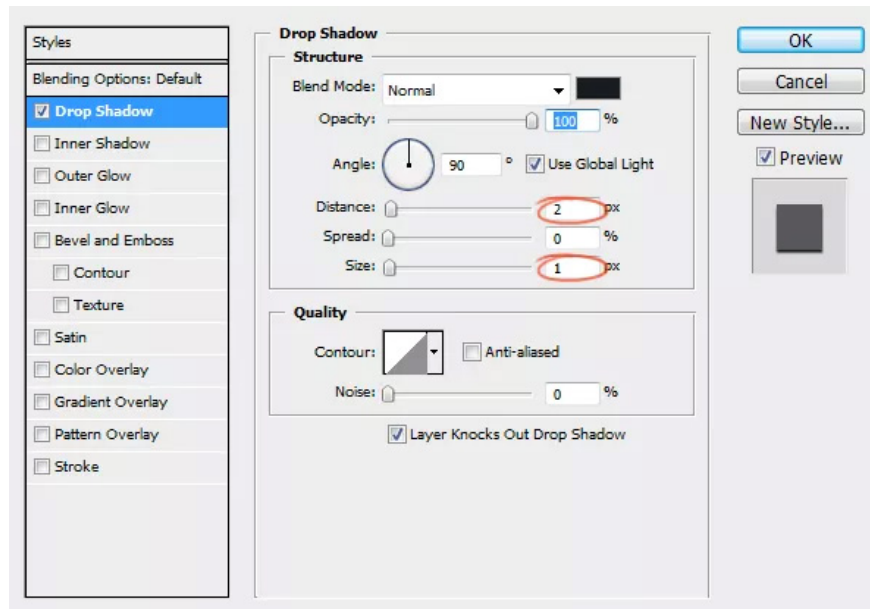 Styles
Blending Options: Default
Drop Shadow
Inner Shadow
Outer Glow
Inner Glow
Bevel and Emboss
Contour
Texture
Satin
Color Overlay
Gradient Overlay
Pattern Overlay
Stroke
Drop Shadow
Structure
Blend Mode: Normal
Opacity: 100 %
Angle: 90 ° Use Global Light
Distance: 2 px
Spread: 0 %
Size: 1 px
Quality
Contour: Anti-aliased
Noise: 0 %
Layer Knocks Out Drop Shadow
OK
Cancel
New Style...
Preview